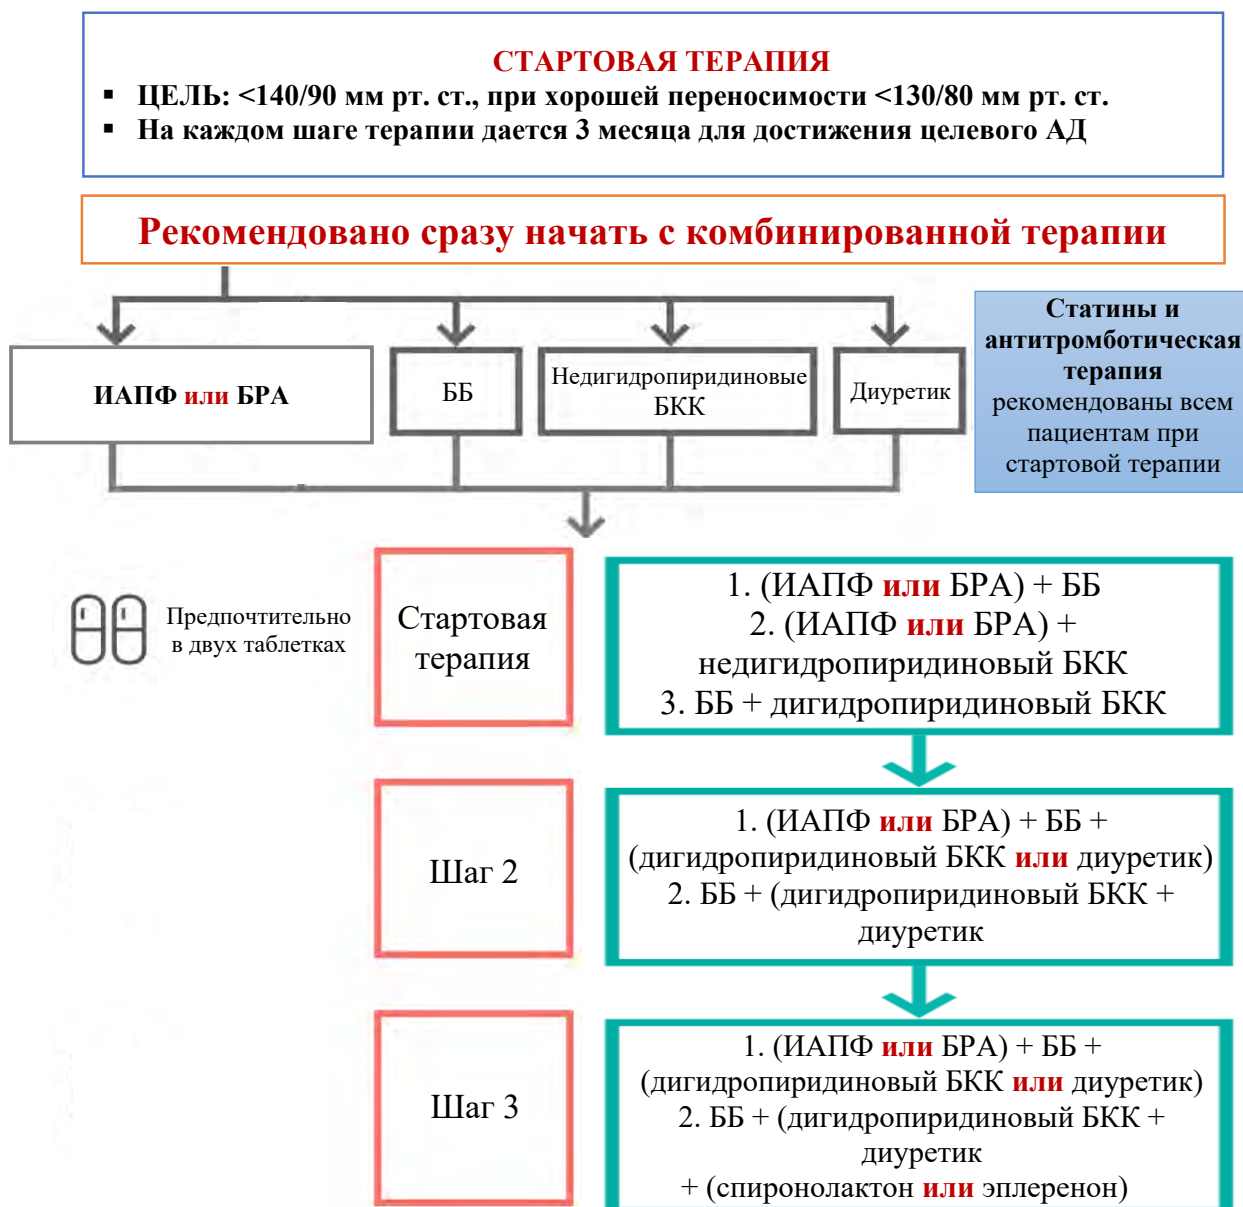 СТАРТОВАЯ ТЕРАПИЯ
▪ ЦЕЛЬ: <140/90 мм рт. ст., при хорошей переносимости <130/80 мм рт. ст.
▪ На каждом шаге терапии дается 3 месяца для достижения целевого АД
Рекомендовано сразу начать с комбинированной терапии
ИАПФ или БРА
ББ
Недигидропиридиновые
БКК
Диуретик
Статины и
антитромботическая
терапия
рекомендованы всем
пациентам при
стартовой терапии
Предпочтительно
в двух таблетках
Стартовая
терапия
1. (ИАПФ или БРА) + ББ
2. (ИАПФ или БРА) +
недигидропиридиновый БКК
3. ББ + дигидропиридиновый БКК
Шаг 2
1. (ИАПФ или БРА) + ББ +
(дигидропиридиновый БКК или диуретик)
2. ББ + (дигидропиридиновый БКК +
диуретик
Шаг 3
1. (ИАПФ или БРА) + ББ +
(дигидропиридиновый БКК или диуретик)
2. ББ + (дигидропиридиновый БКК +
диуретик
+ (спиронолактон или эплеренон)